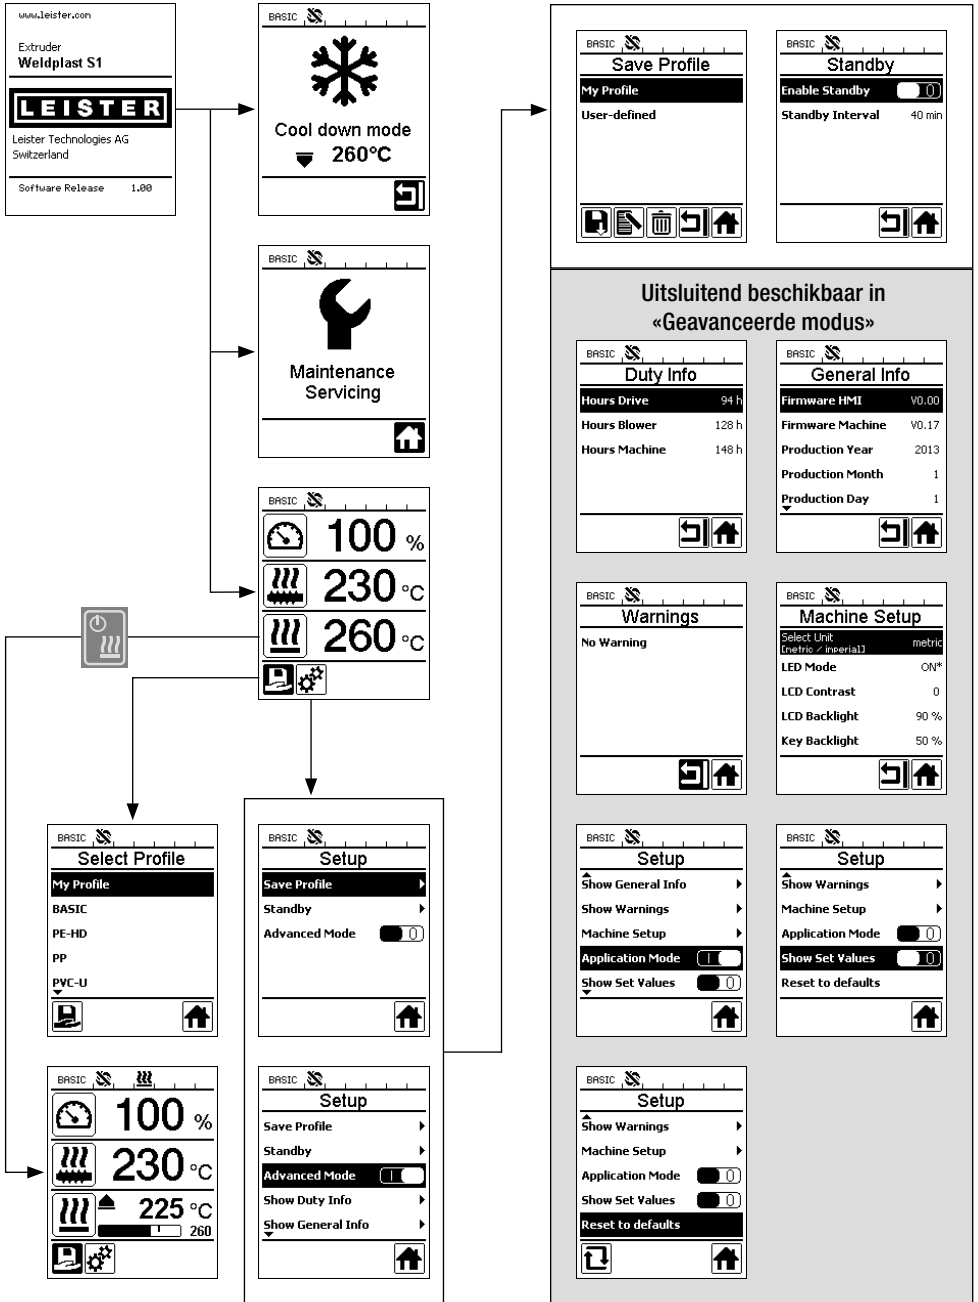 www.leister.com
Extruder
Weldplast S1
LEISTER
Leister Technologies AG
Switzerland
Software Release 1.00
BASIC
Cool down mode
260°C
BASIC
Maintenance
Servicing
BASIC
100 %
230 °C
260 °C
BASIC
Select Profile
My Profile
BASIC
PE-HD
PP
PVC-U
BASIC
100 %
230 °C
225 °C
260
BASIC
Setup
Save Profile
Standby
Advanced Mode 0
BASIC
Setup
Save Profile
Standby
Advanced Mode I
Show Duty Info
Show General Info
BASIC
Save Profile
My Profile
User-defined
BASIC
Standby
Enable Standby 0
Standby Interval 40 min
Uitsluitend beschikbaar in
«Geavanceerde modus»
BASIC
Duty Info
Hours Drive 94 h
Hours Blower 128 h
Hours Machine 148 h
BASIC
General Info
Firmware HMI V0.00
Firmware Machine V0.17
Production Year 2013
Production Month 1
Production Day 1
BASIC
Warnings
No Warning
BASIC
Machine Setup
Select Unit
[metric / imperial] metric
LED Mode ON*
LCD Contrast 0
LCD Backlight 90 %
Key Backlight 50 %
BASIC
Setup
Show General Info
Show Warnings
Machine Setup
Application Mode I
Show Set Values 0
BASIC
Setup
Show Warnings
Machine Setup
Application Mode 0
Show Set Values 0
Reset to defaults
BASIC
Setup
Show Warnings
Machine Setup
Application Mode 0
Show Set Values 0
Reset to defaults